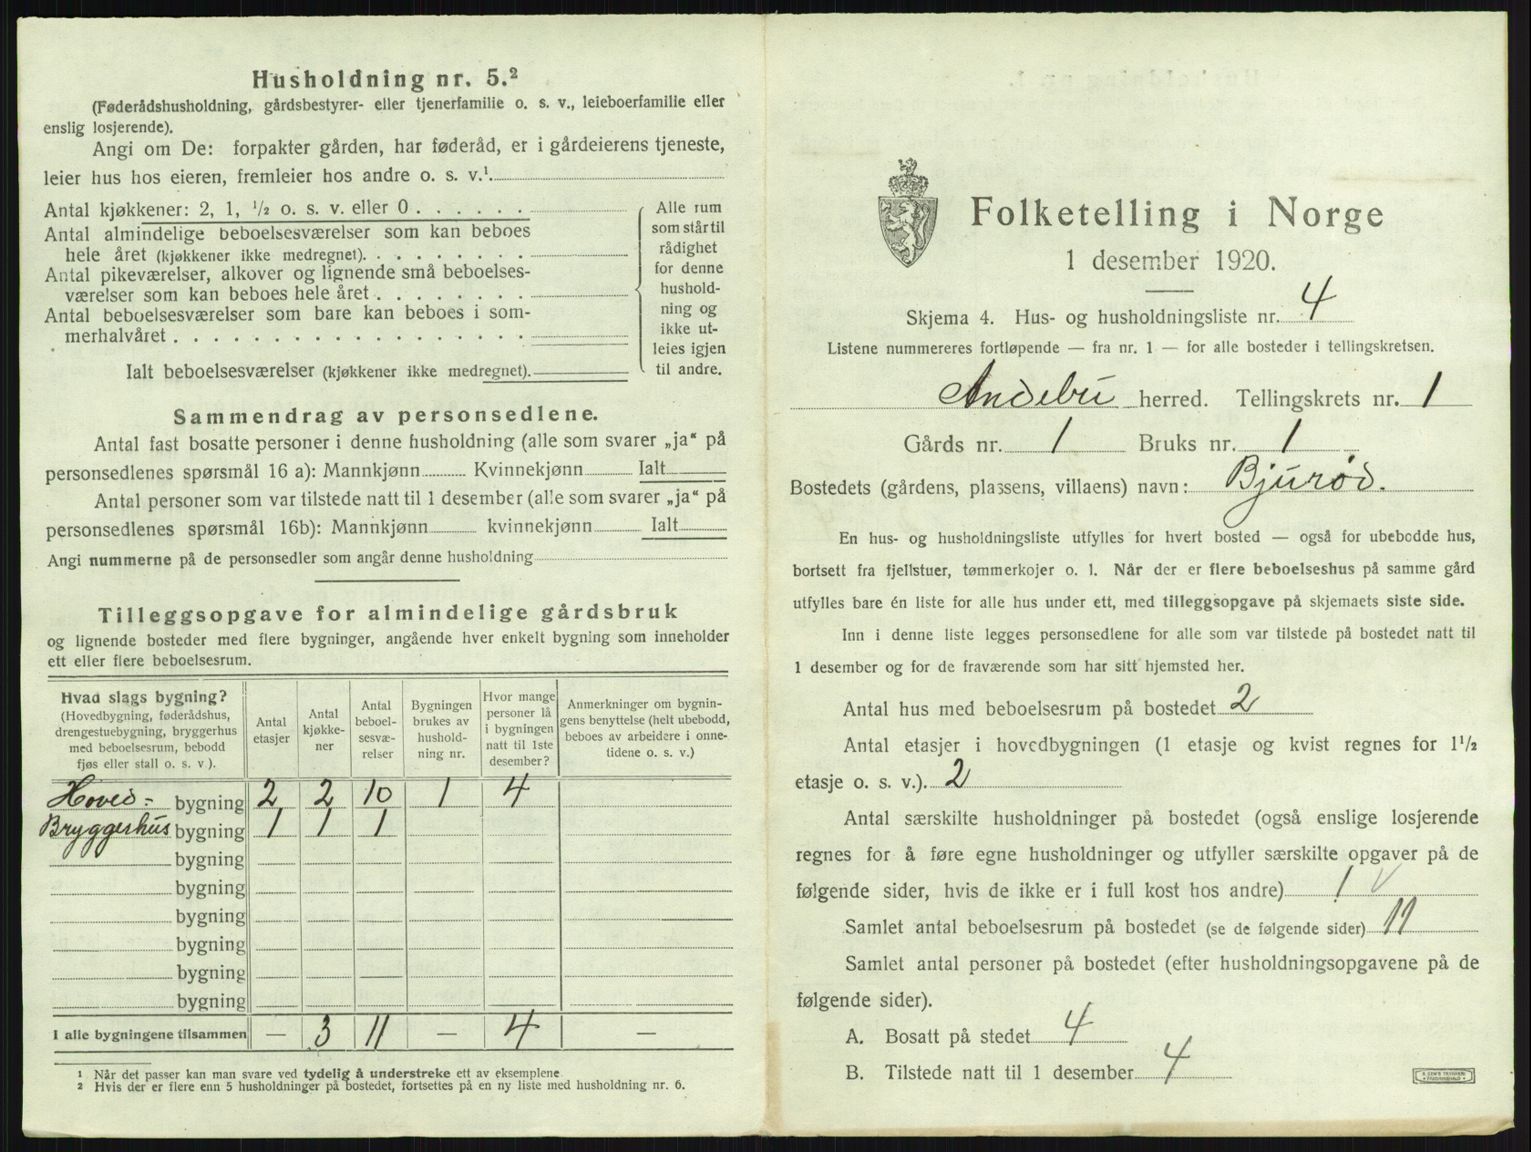 Husholdning nr. 5.²
(Føderådshusholdning, gårdsbestyrer- eller tjenerfamilie o. s. v., leieboerfamilie eller
enslig losjerende).
Angi om De: forpakter gården, har føderåd, er i gårdeierens tjeneste,
leier hus hos eieren, fremleier hos andre o. s. v.¹
Antal kjøkkener: 2, 1, ½ o. s. v. eller 0 . . . . . .
Antal almindelige beboelsesværelser som kan beboes
hele året (kjøkkener ikke medregnet). . . . . . . . .
Antal pikeværelser, alkover og lignende små beboelses-
værelser som kan beboes hele året . . . . . . . .
Antal beboelsesværelser som bare kan beboes i som-
merhalvåret . . . . . . . . . . . . . . . . . .
Ialt beboelsesværelser (kjøkkener ikke medregnet).
Alle rum
som står til
rådighet
for denne
hushold-
ning og
ikke ut-
leies igjen
til andre.
Sammendrag av personsedlene.
Antal fast bosatte personer i denne husholdning (alle som svarer „ja“ på
personsedlenes spørsmål 16 a): Mannkjønn Kvinnekjønn Ialt
Antal personer som var tilstede natt til 1 desember (alle som svarer „ja“ på
personsedlenes spørsmål 16b): Mannkjønn kvinnekjønn Ialt
Angi nummerne på de personsedler som angår denne husholdning
Tilleggsopgave for almindelige gårdsbruk
og lignende bosteder med flere bygninger, angående hver enkelt bygning som inneholder
ett eller flere beboelsesrum.
Hvad slags bygning?
(Hovedbygning, føderådshus,
drengestuebygning, bryggerhus
med beboelsesrum, bebodd
fjøs eller stall o. s. v.).
Antal
etasjer
Antal
kjøkke-
ner
Antal
beboel-
sesvæ-
relser
Bygningen
brukes av
hushold-
ning nr.
Hvor mange
personer lå
i bygningen
natt til 1ste
desember?
Anmerkninger om bygnin-
gens benyttelse (helt ubebodd,
beboes av arbeidere i onne-
tidene o. s. v.)
Hoved- bygning 2 2 10 1 4
Bryggerhus bygning 1 1 1
bygning
bygning
bygning
bygning
bygning
bygning
I alle bygningene tilsammen — 3 11 — 4 —
¹ Når det passer kan man svare ved tydelig å understreke ett av eksemplene
² Hvis der er flere enn 5 husholdninger på bostedet, fortsettes på en ny liste med husholdning nr. 6.
Folketelling i Norge
1 desember 1920.
Skjema 4. Hus- og husholdningsliste nr. 4
Listene nummereres fortløpende — fra nr. 1 — for alle bosteder i tellingskretsen.
Andebu herred. Tellingskrets nr. 1
Gårds nr. 1 Bruks nr. 1
Bostedets (gårdens, plassens, villaens) navn: Bjurød.
En hus- og husholdningsliste utfylles for hvert bosted — også for ubebodde hus,
bortsett fra fjellstuer, tømmerkojer o. l. Når der er flere beboelseshus på samme gård
utfylles bare én liste for alle hus under ett, med tilleggsopgave på skjemaets siste side.
Inn i denne liste legges personsedlene for alle som var tilstede på bostedet natt til
1 desember og for de fraværende som har sitt hjemsted her.
Antal hus med beboelsesrum på bostedet 2
Antal etasjer i hovedbygningen (1 etasje og kvist regnes for 1½
etasje o. s. v.). 2
Antal særskilte husholdninger på bostedet (også enslige losjerende
regnes for å føre egne husholdninger og utfyller særskilte opgaver på de
følgende sider, hvis de ikke er i full kost hos andre) 1
Samlet antal beboelsesrum på bostedet (se de følgende sider) 11
Samlet antal personer på bostedet (efter husholdningsopgavene på de
følgende sider).
A. Bosatt på stedet 4
B. Tilstede natt til 1 desember 4